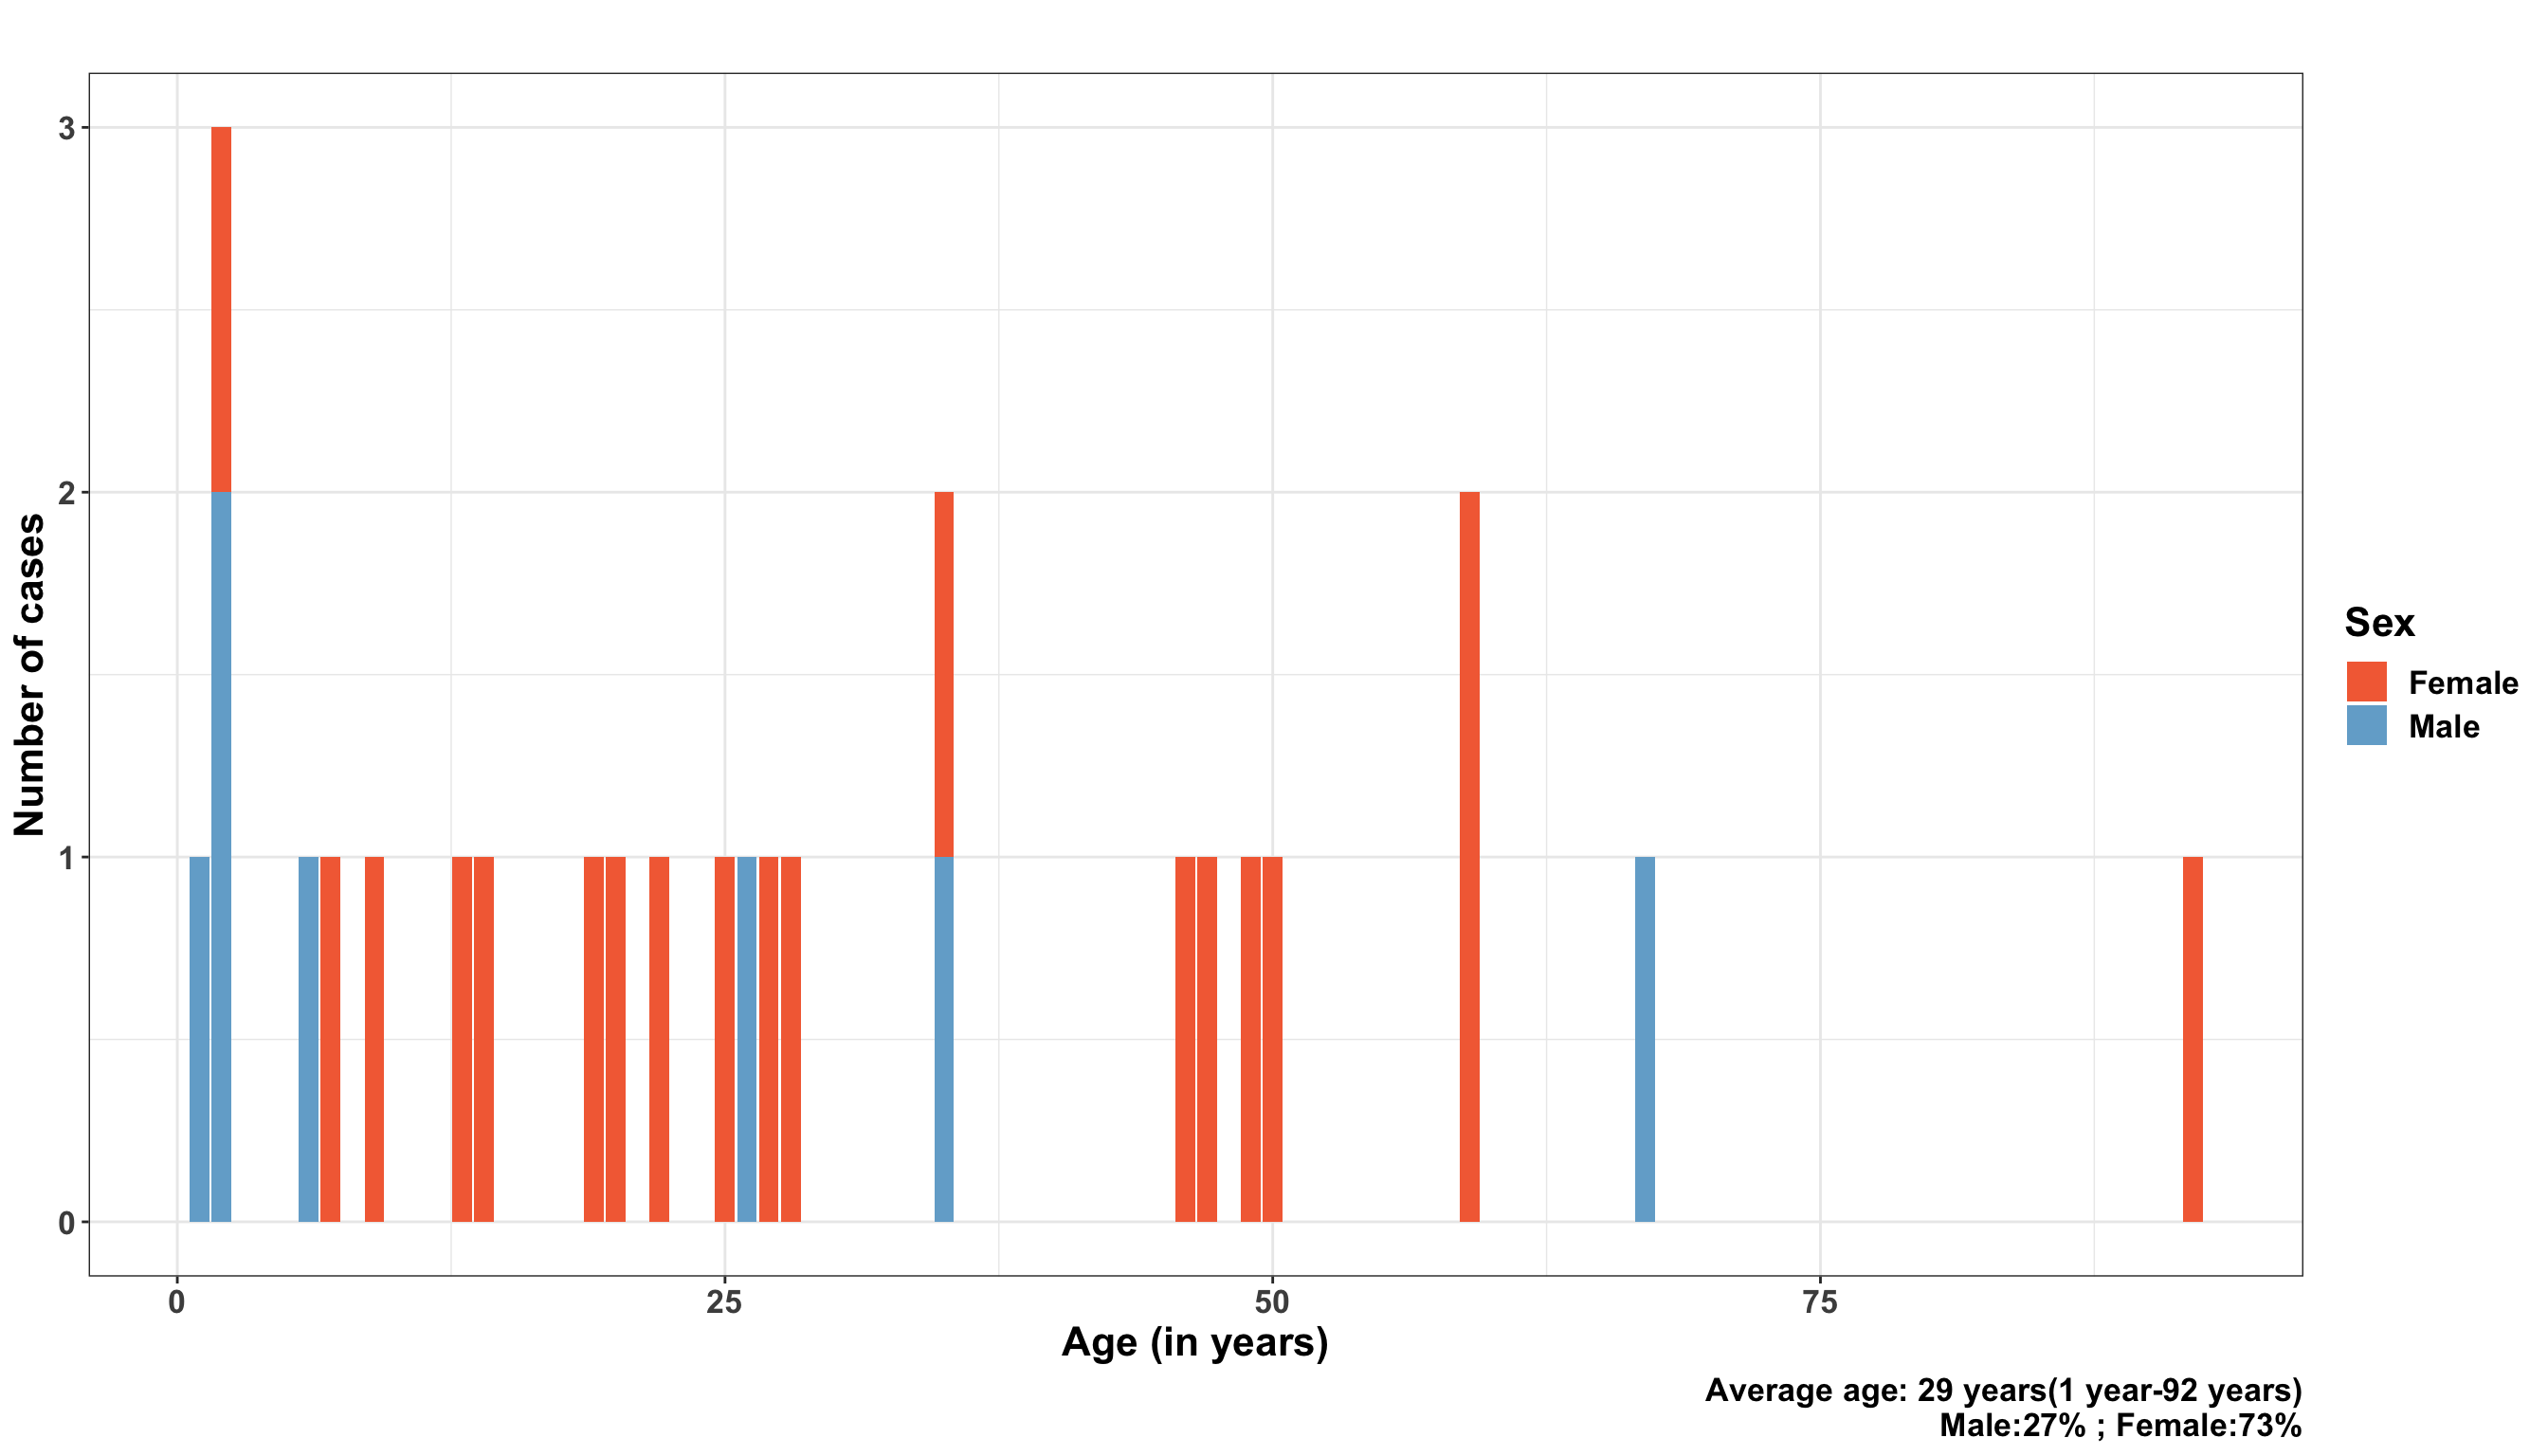 3
2
1
0
Number of cases
0 25 50 75
Age (in years)
Sex
Female
Male
Average age: 29 years(1 year-92 years)
Male:27% ; Female:73%